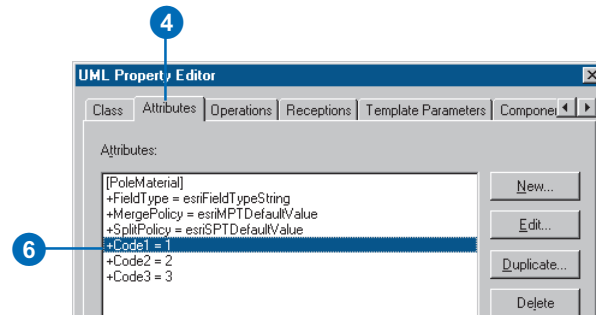 4
UML Property Editor
Class Attributes Operations Receptions Template Parameters Componen
Attributes:
[PoleMaterial]
+FieldType = esriFieldTypeString
+MergePolicy = esriMPTDefaultValue
+SplitPolicy = esriSPTDefaultValue
6
+Code1 = 1
+Code2 = 2
+Code3 = 3
New...
Edit...
Duplicate...
Delete